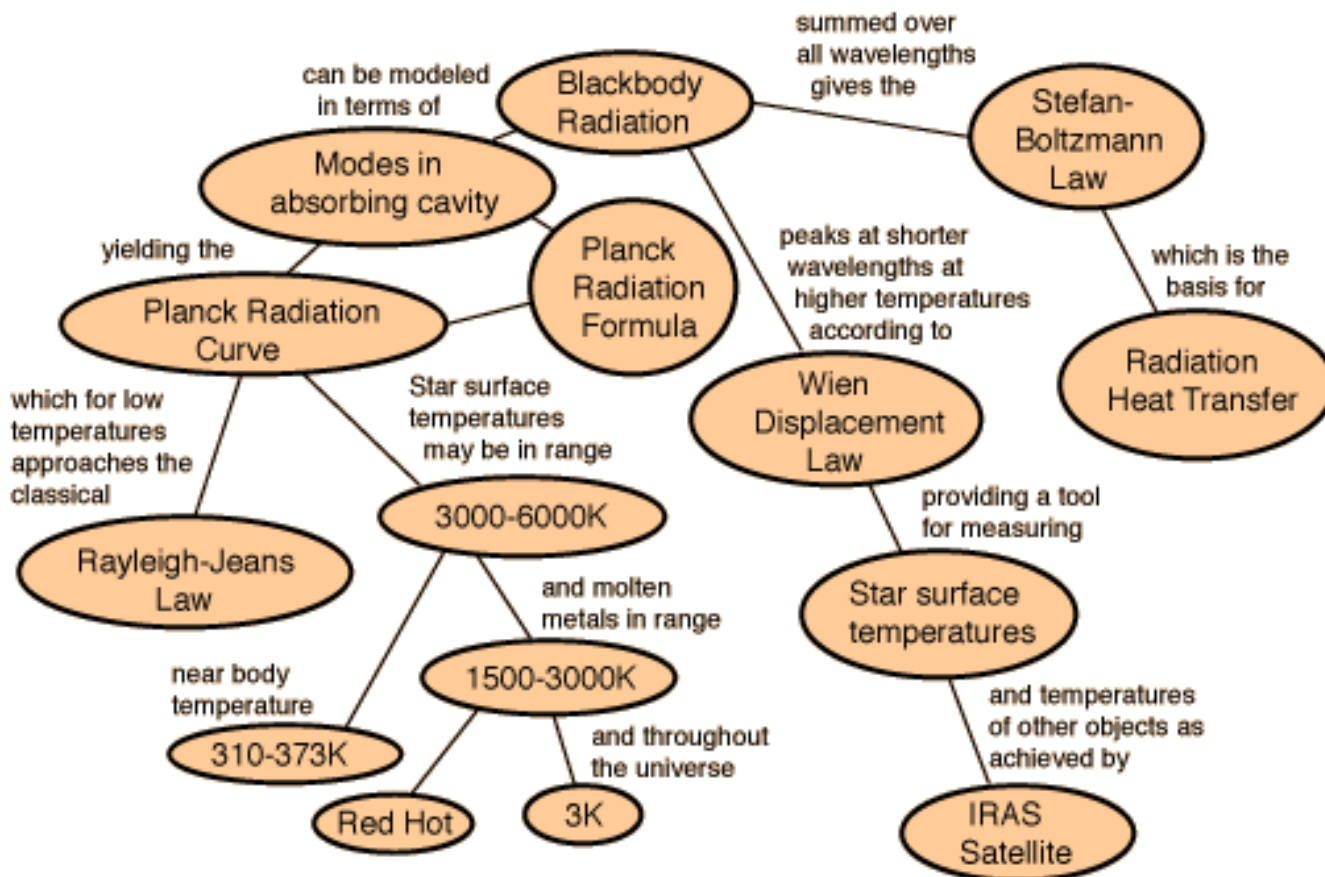 summed over
all wavelengths
gives the
can be modeled
in terms of
Blackbody
Radiation
Stefan-
Boltzmann
Law
Modes in
absorbing cavity
yielding the
Planck
Radiation
Formula
peaks at shorter
wavelengths at
higher temperatures
according to
which is the
basis for
Planck Radiation
Curve
Radiation
Heat Transfer
which for low
temperatures
approaches the
classical
Star surface
temperatures
may be in range
Wien
Displacement
Law
3000-6000K
providing a tool
for measuring
Rayleigh-Jeans
Law
and molten
metals in range
Star surface
temperatures
near body
temperature
1500-3000K
310-373K
and throughout
the universe
and temperatures
of other objects as
achieved by
Red Hot
3K
IRAS
Satellite